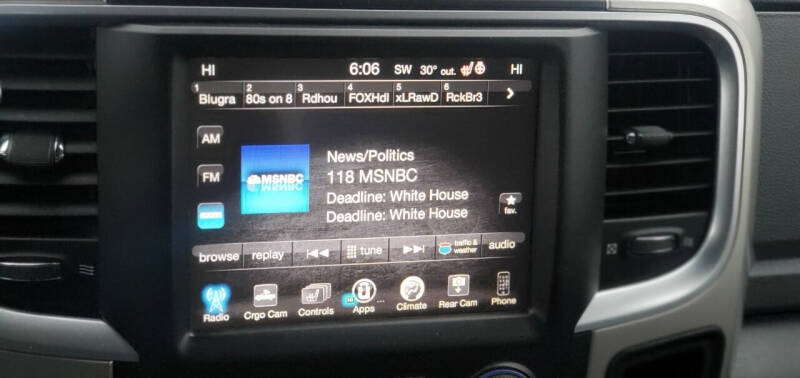 HI 6:06 SW 30° out. HI
1 Blugra 2 80s on 8 3 Rdhou 4 FOXHdl 5 xLRawD 6 RckBr3
AM
FM
MSNBC
News/Politics
118 MSNBC
Deadline: White House
Deadline: White House
fav.
browse replay tune traffic & weather audio
Radio Crgo Cam Controls Apps ... Climate Rear Cam Phone